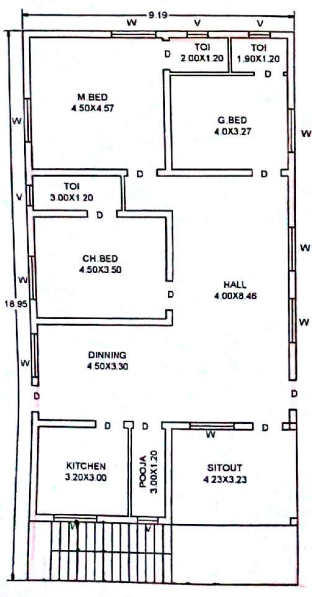 9.19
W V V
D
TOI
2.00X1.20
TOI
1.90X1.20
D
M.BED
4.50X4.57
G.BED
4.0X3.27
W
W
D D
V
TOI
3.00X1.20
D
CH.BED
4.50X3.50
W
W
18.95
HALL
4.00X8.46
D
W
W
DINNING
4.50X3.30
D
D
D D D
W
KITCHEN
3.20X3.00
POOJA
3.00X1.20
SITOUT
4.23X3.23
W V